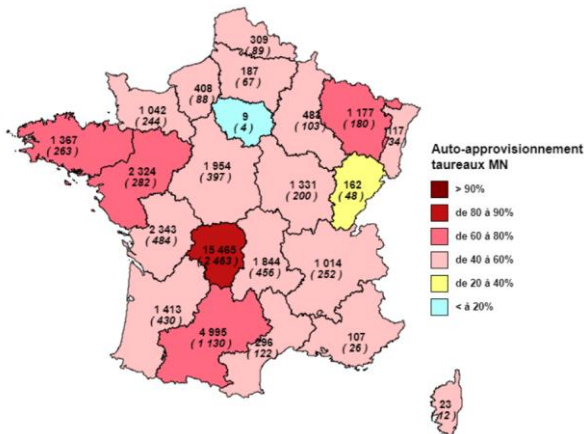 309
( 89 )
408
( 88 )
187
( 67 )
1 042
( 244 )
9
( 4 )
483
( 103 )
1 177
( 180 )
117
34 )
1 367
( 263 )
2 324
( 282 )
1 954
( 397 )
1 331
( 200 )
162
( 48 )
2 343
( 484 )
15 465
( 2 463 )
1 844
( 456 )
1 014
( 252 )
1 413
( 430 )
4 995
( 1 130 )
296
( 122 )
107
( 26 )
23
12 )
Auto-approvisionnement
taureaux MN
> 90%
de 80 à 90%
de 60 à 80%
de 40 à 60%
de 20 à 40%
< à 20%